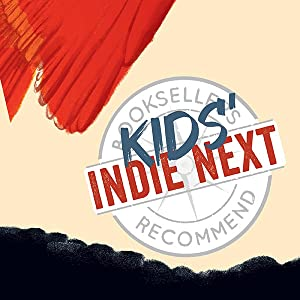 BOOKSELLERS
KIDS'
INDIE NEXT
RECOMMEND